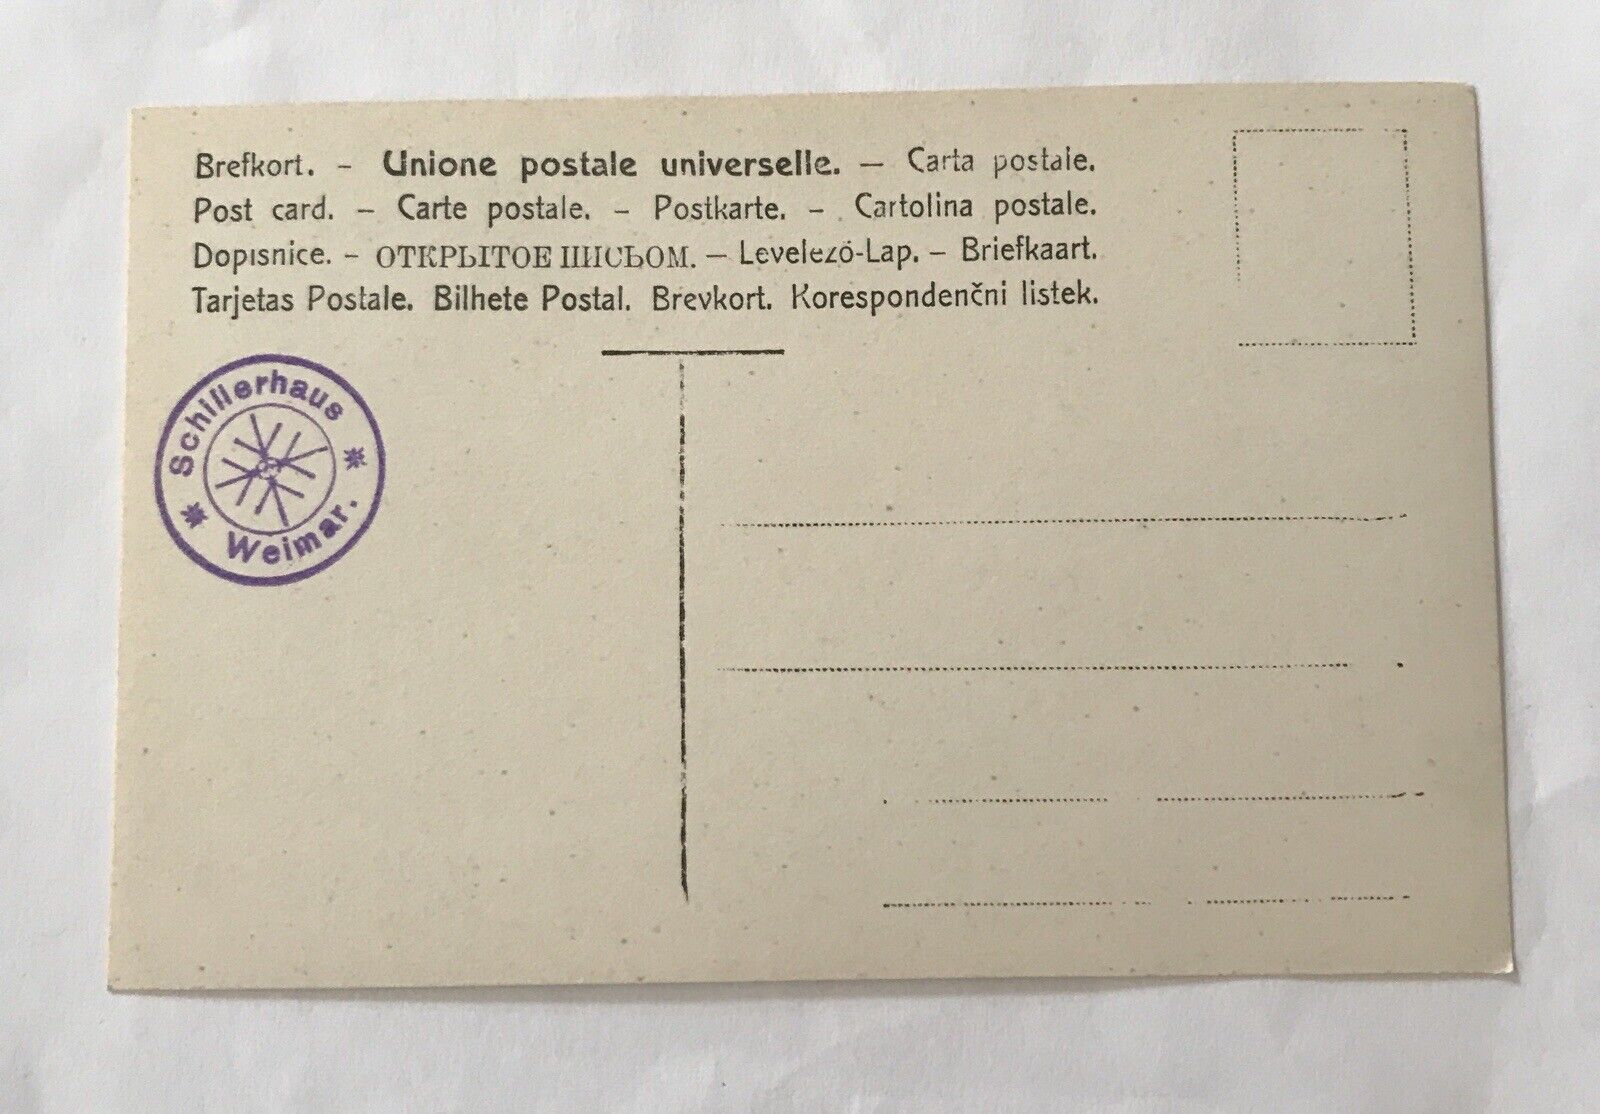 Brefkort. - Unione postale universelle. — Carta postale.
Post card. - Carte postale. - Postkarte. - Cartolina postale.
Dopisnice. - ОТКРЫТОЕ ПИСЬОМ. — Levelező-Lap. - Briefkaart.
Tarjetas Postale. Bilhete Postal. Brevkort. Korespondenčni listek.
Schillerhaus
Weimar.